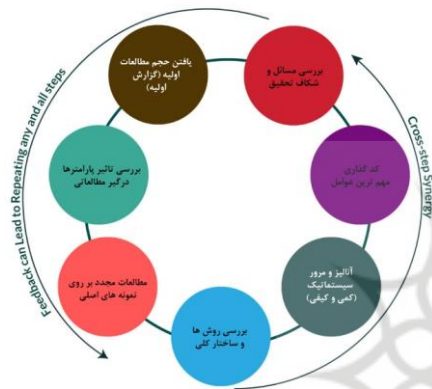 یافتن حجم مطالعات
اولیه (گزارش
اولیه)
بررسی مسائل و
شکاف تحقیق
بررسی تاثیر پارامترها
درگیر مطالعاتی
کد گذاری
مهم ترین عوامل
مطالعات مجدد بر روی
نمونه های اصلی
آنالیز و مرور
سیستماتیک
(کمی و کیفی)
بررسی روش ها
و ساختار کلی
Feedback can Lead to Repeating any and all steps
Cross-step Synergy